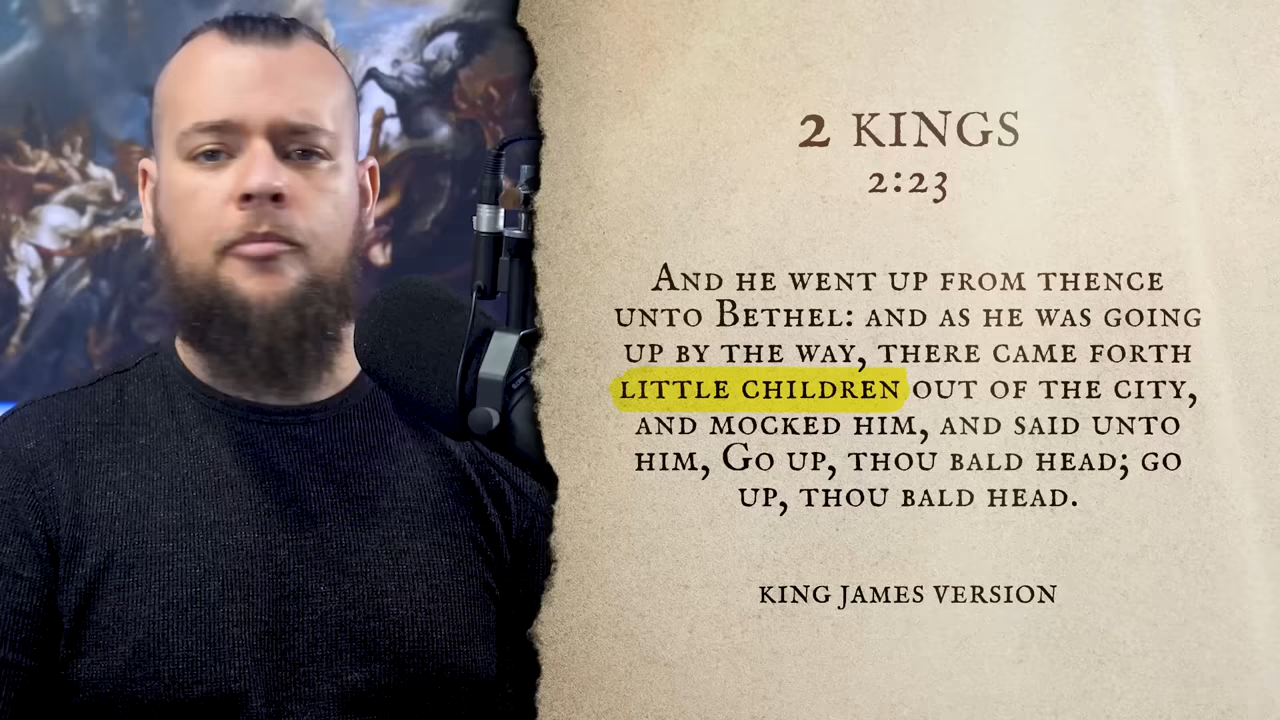 2 KINGS
2:23
AND HE WENT UP FROM THENCE
UNTO BETHEL: AND AS HE WAS GOING
UP BY THE WAY, THERE CAME FORTH
LITTLE CHILDREN OUT OF THE CITY,
AND MOCKED HIM, AND SAID UNTO
HIM, GO UP, THOU BALD HEAD; GO
UP, THOU BALD HEAD.
KING JAMES VERSION